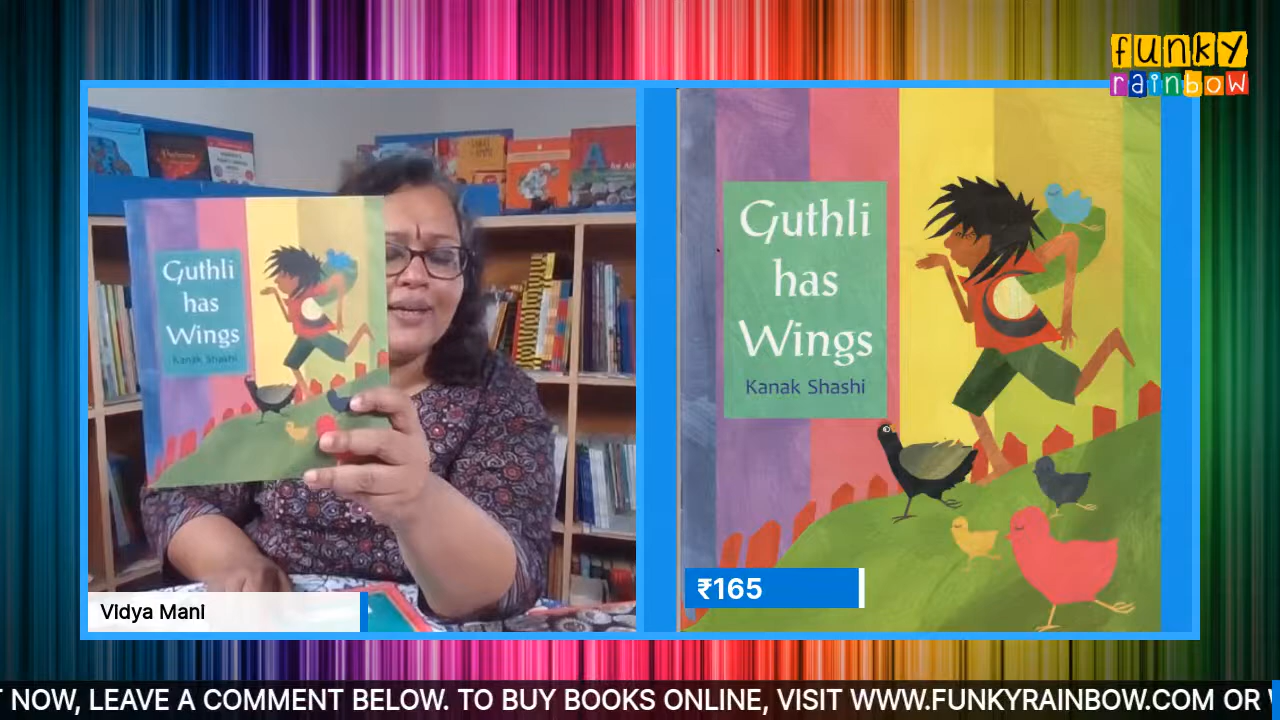 funky
rainbow
Guthli
has
Wings
Kanak Shashi
Guthli
has
Wings
Kanak Shashi
₹165
Vidya Mani
NOW, LEAVE A COMMENT BELOW. TO BUY BOOKS ONLINE, VISIT WWW.FUNKYRAINBOW.COM OR